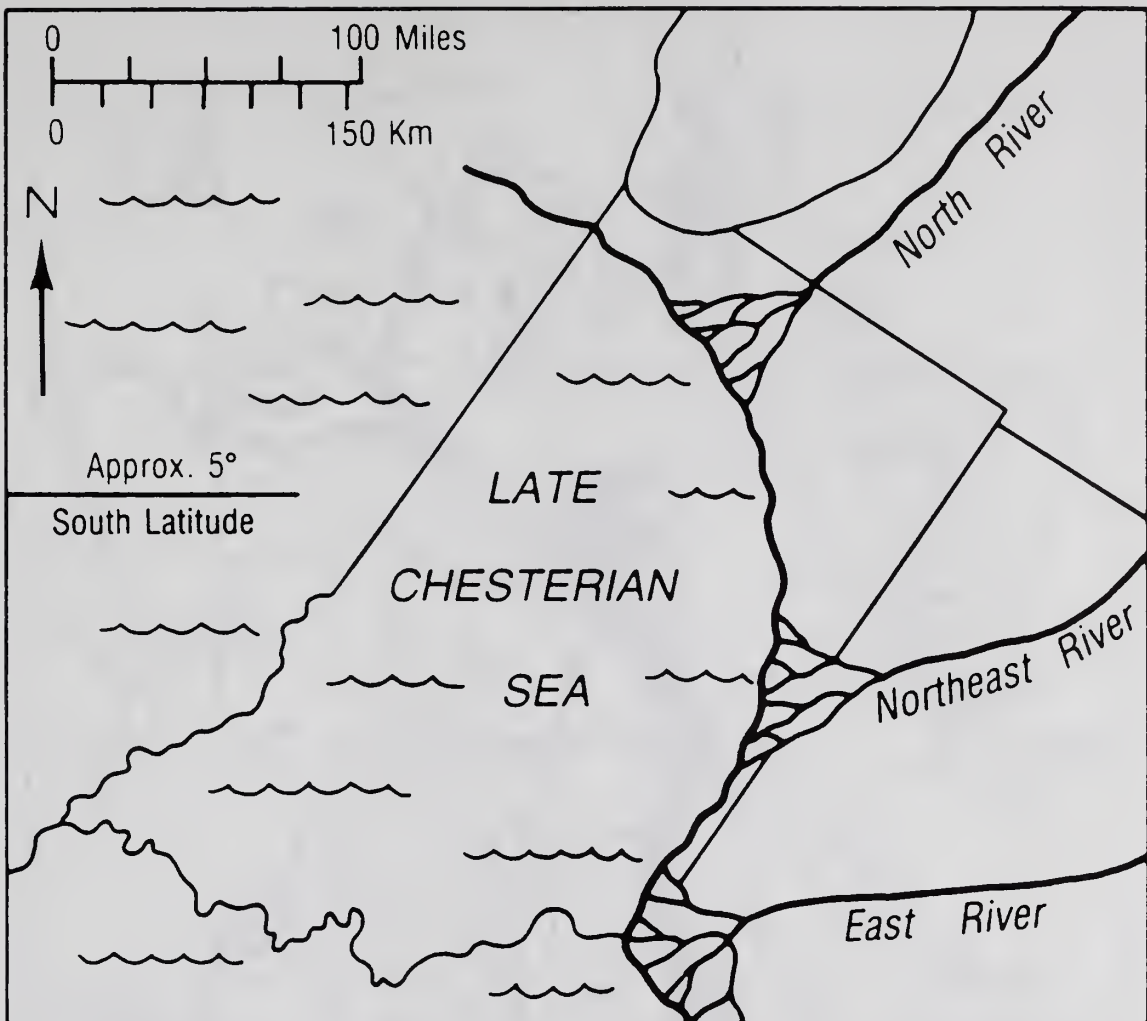 0 100 Miles
0 150 Km
N
North River
Approx. 5°
South Latitude
LATE
CHESTERIAN
SEA
Northeast River
East River